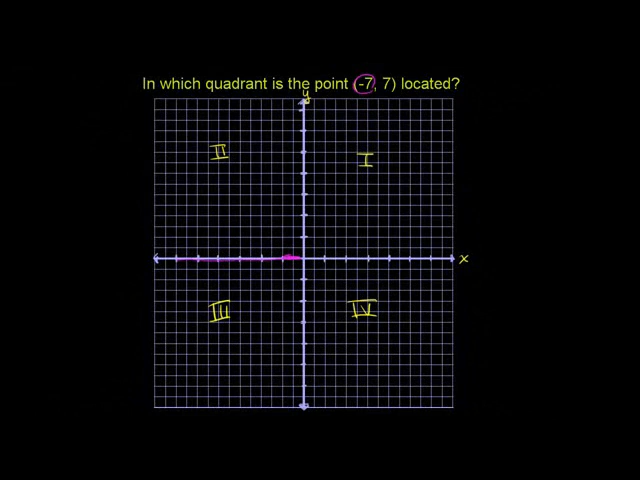 In which quadrant is the point (-7, 7) located?
y
II
I
x
III
IV